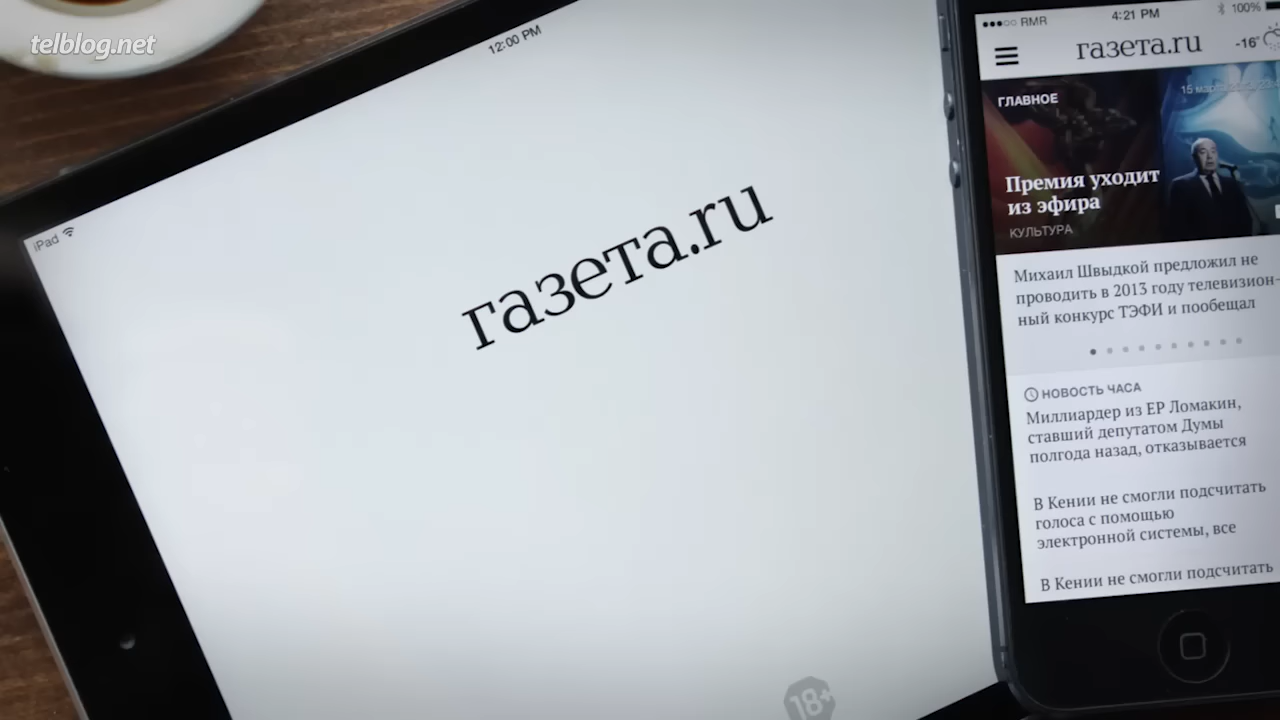 telblog.net
iPad
12:00 PM
газета.ru
18+
RMR
4:21 PM
100%
газета.ru
-16°
ГЛАВНОЕ
Премия уходит
из эфира
КУЛЬТУРА
Михаил Швыдкой предложил не
проводить в 2013 году телевизион-
ный конкурс ТЭФИ и пообещал
НОВОСТЬ ЧАСА
Миллиардер из ЕР Ломакин,
ставший депутатом Думы
полгода назад, отказывается
В Кении не смогли подсчитать
голоса с помощью
электронной системы, все
В Кении не смогли подсчитать